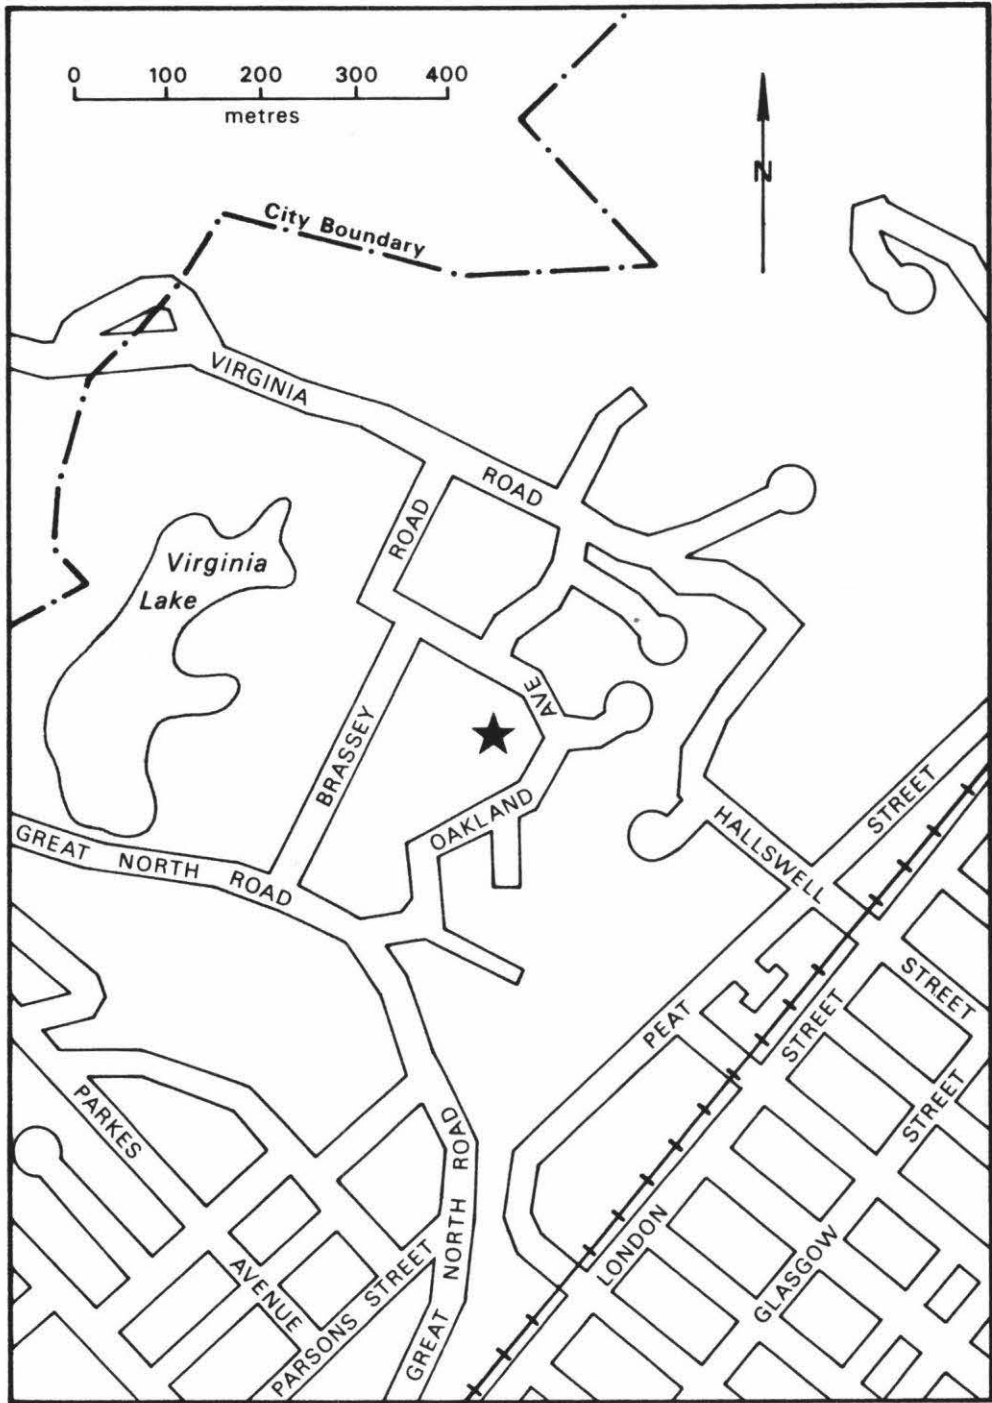 0 100 200 300 400
metres
N
City Boundary
VIRGINIA
ROAD
ROAD
Virginia
Lake
AVE
BRASSEY
OAKLAND
STREET
HALLSWELL
GREAT NORTH ROAD
STREET
PEAT
STREET
STREET
PARKES
ROAD
NORTH
GREAT
LONDON
GLASGOW
AVENUE
PARSONS STREET